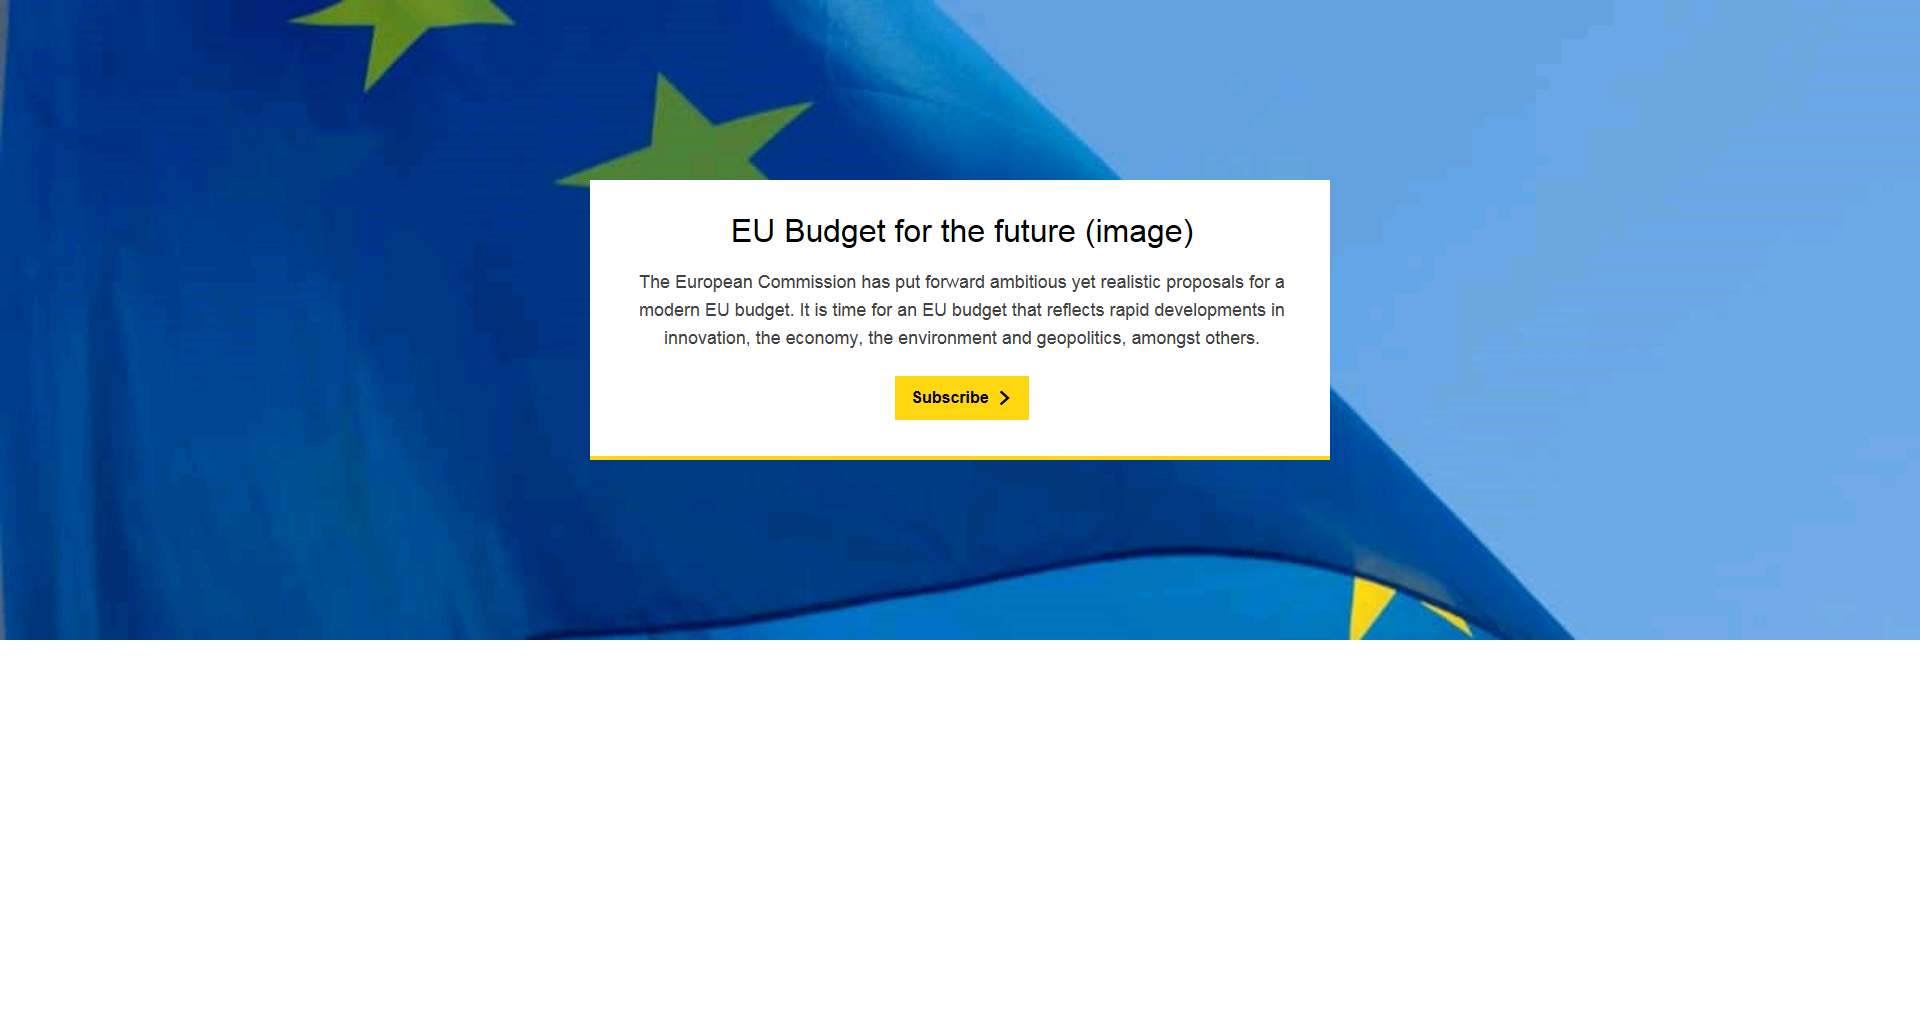 EU Budget for the future (image)
The European Commission has put forward ambitious yet realistic proposals for a
modern EU budget. It is time for an EU budget that reflects rapid developments in
innovation, the economy, the environment and geopolitics, amongst others.
Subscribe